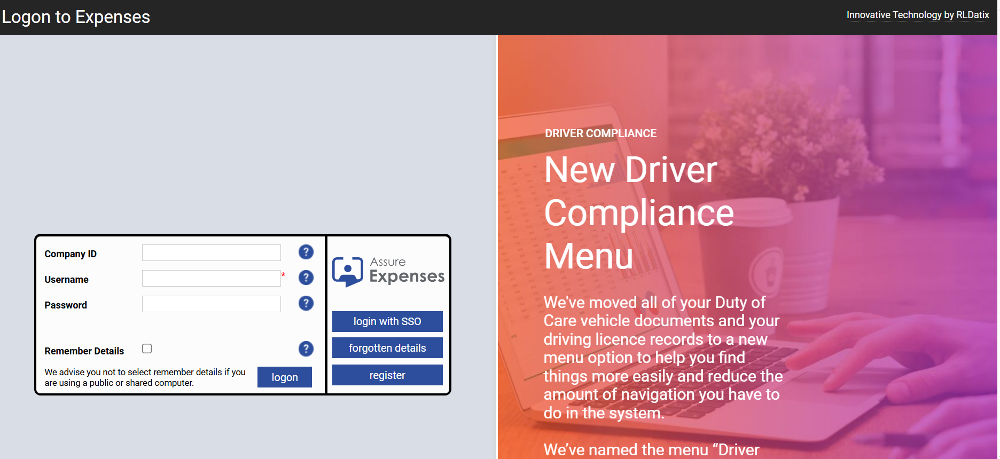 Logon to Expenses
Innovative Technology by RLDatix
Company ID
?
Username
*
?
Password
?
Remember Details
?
We advise you not to select remember details if you
are using a public or shared computer.
logon
Assure
Expenses
login with SSO
forgotten details
register
DRIVER COMPLIANCE
New Driver
Compliance
Menu
We've moved all of your Duty of
Care vehicle documents and your
driving licence records to a new
menu option to help you find
things more easily and reduce the
amount of navigation you have to
do in the system.
We’ve named the menu “Driver